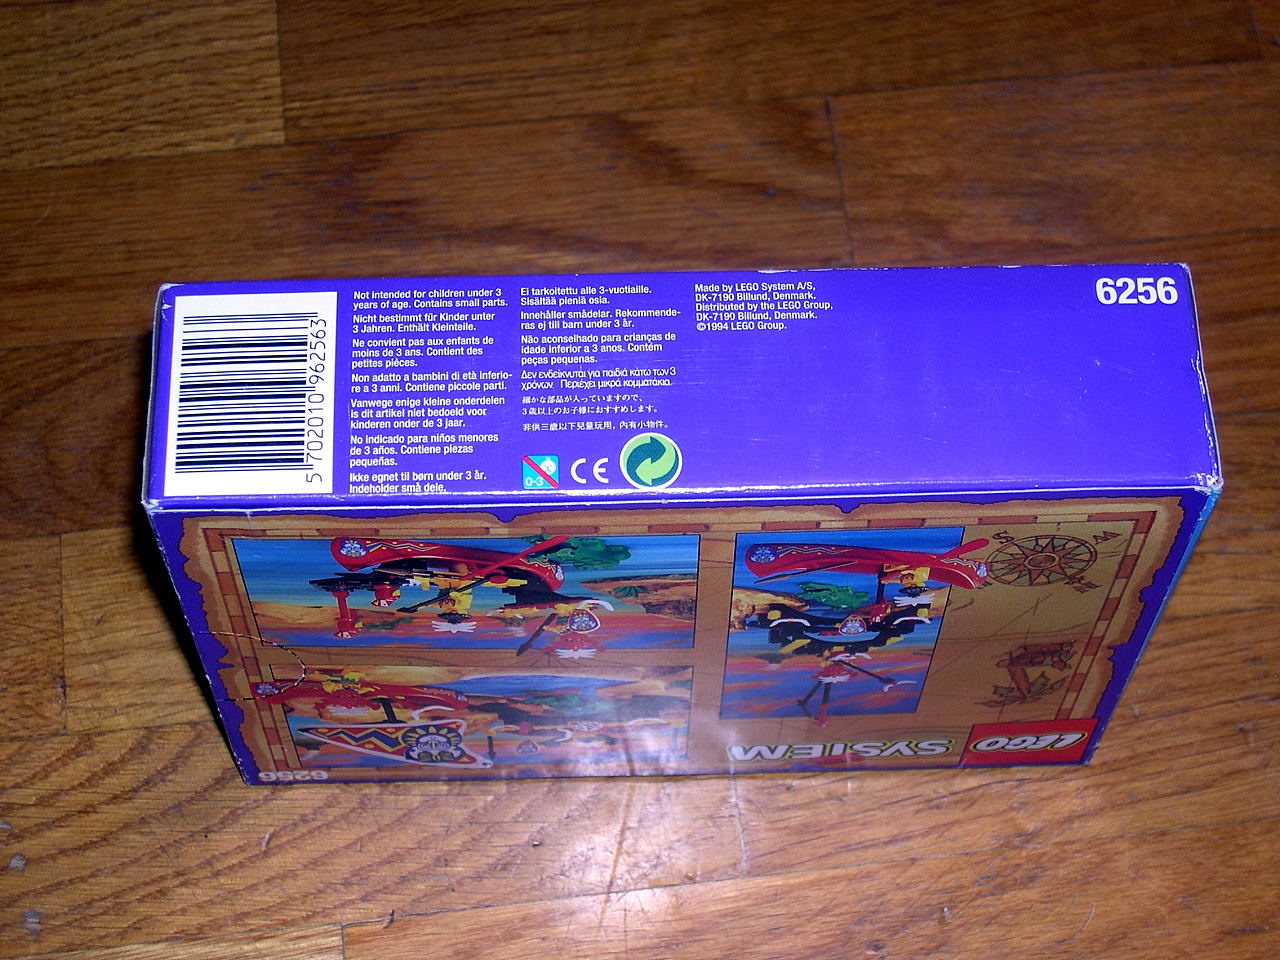 Not intended for children under 3
years of age. Contains small parts.
Nicht bestimmt für Kinder unter
3 Jahren. Enthält Kleinteile.
Ne convient pas aux enfants de
moins de 3 ans. Contient des
petites pièces.
Non adatto a bambini di età inferio-
re a 3 anni. Contiene piccole parti.
Vanwege enige kleine onderdelen
is dit artikel niet bedoeld voor
kinderen onder de 3 jaar.
No indicado para niños menores
de 3 años. Contiene piezas
pequeñas.
Ikke egnet til børn under 3 år.
Indeholder små dele.
Ei tarkoitettu alle 3-vuotiaille.
Sisältää pieniä osia.
Innehåller smådelar. Rekommende-
ras ej till barn under 3 år.
Não aconselhado para crianças de
idade inferior a 3 anos. Contém
peças pequenas.
Δεν ενδείκνυται για παιδιά κάτω των 3
χρόνων. Περιέχει μικρά κομματάκια.
細かな部品が入っていますので、
3歳以上のお子様におすすめします。
非供三歲以下兒童玩用，內有小物件。
0-3
CE
Made by LEGO System A/S,
DK-7190 Billund, Denmark.
Distributed by the LEGO Group,
DK-7190 Billund, Denmark.
©1994 LEGO Group.
6256
5 702010 962563
S
W
LEGO SYSTEM
6256